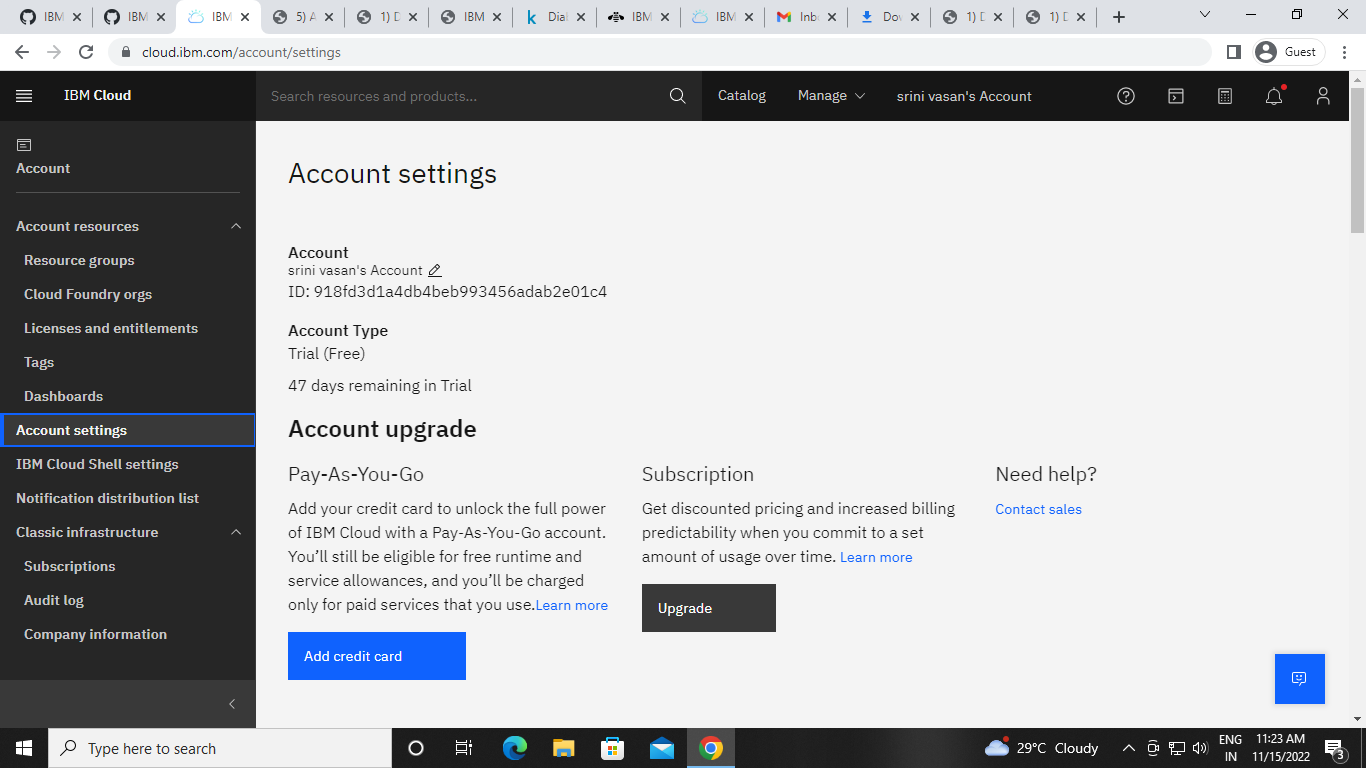 IBM
IBM
IBM
5) A
1) D
IBM
Dial
IBM
IBM
Inbo
Dov
1) D
1) D
cloud.ibm.com/account/settings
Guest
IBM Cloud
Search resources and products...
Catalog
Manage
srini vasan's Account
Account
Account resources
Resource groups
Cloud Foundry orgs
Licenses and entitlements
Tags
Dashboards
Account settings
IBM Cloud Shell settings
Notification distribution list
Classic infrastructure
Subscriptions
Audit log
Company information
Account settings
Account
srini vasan's Account
ID: 918fd3d1a4db4beb993456adab2e01c4
Account Type
Trial (Free)
47 days remaining in Trial
Account upgrade
Pay-As-You-Go
Add your credit card to unlock the full power
of IBM Cloud with a Pay-As-You-Go account.
You’ll still be eligible for free runtime and
service allowances, and you’ll be charged
only for paid services that you use.Learn more
Add credit card
Subscription
Get discounted pricing and increased billing
predictability when you commit to a set
amount of usage over time. Learn more
Upgrade
Need help?
Contact sales
Type here to search
29°C Cloudy
ENG
IN
11:23 AM
11/15/2022
3